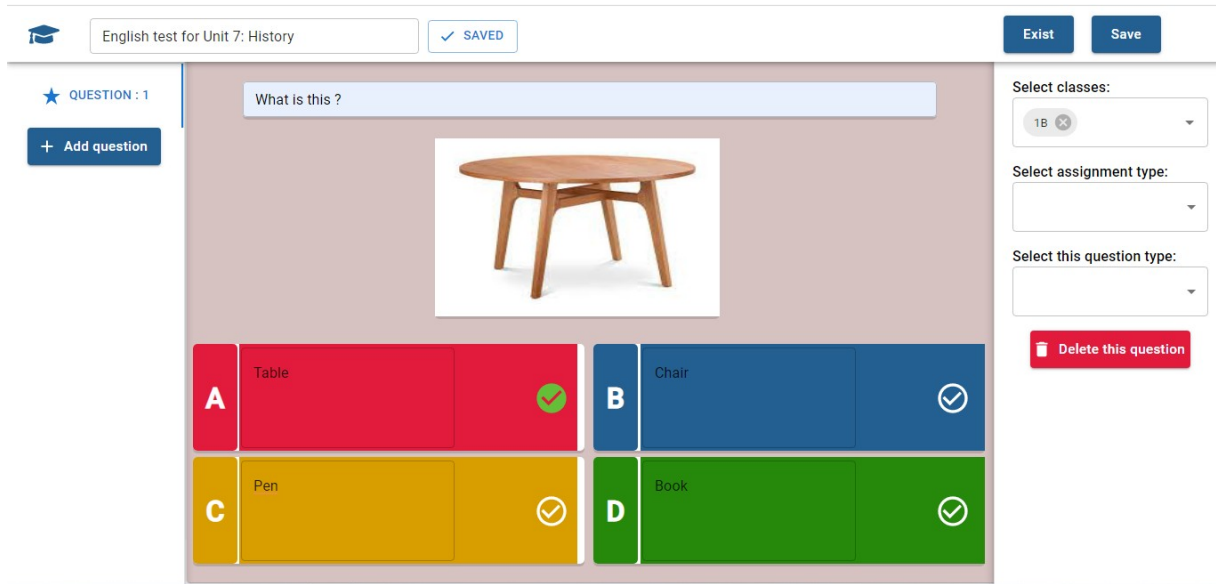 English test for Unit 7: History
SAVED
Exist
Save
QUESTION : 1
Add question
What is this ?
A
Table
B
Chair
C
Pen
D
Book
Select classes:
1B
Select assignment type:
Select this question type:
Delete this question